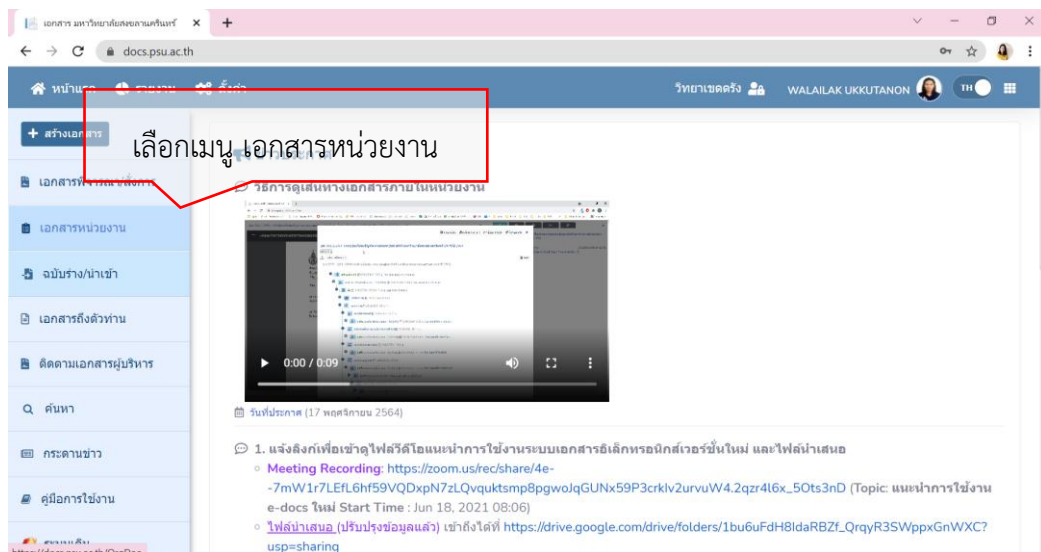 เอกสาร มหาวิทยาลัยสงขลานครินทร์
docs.psu.ac.th
หน้าแรก
วิทยาเขตตรัง
WALAILAK UKKUTANON
TH
+ สร้างเอกสาร
เลือกเมนู เอกสารหน่วยงาน
วิธีการดูเส้นทางเอกสารภายในหน่วยงาน
เอกสารหน่วยงาน
ฉบับร่าง/นำเข้า
เอกสารถึงตัวท่าน
ติดตามเอกสารผู้บริหาร
0:00 / 0:09
ค้นหา
วันที่ประกาศ (17 พฤศจิกายน 2564)
กระดานข่าว
1. แจ้งลิงก์เพื่อเข้าดูไฟล์วีดีโอแนะนำการใช้งานระบบเอกสารอิเล็กทรอนิกส์เวอร์ชั่นใหม่ และไฟล์นำเสนอ
Meeting Recording: https://zoom.us/rec/share/4e-
-7mW1r7LEfL6hf59VQDxpN7zLQvquktsmp8pgwoJqGUNx59P3crklv2urvuW4.2qzr4l6x_5Ots3nD (Topic: แนะนำการใช้งาน
คู่มือการใช้งาน
e-docs ใหม่ Start Time : Jun 18, 2021 08:06)
ไฟล์นำเสนอ (ปรับปรุงข้อมูลแล้ว) เข้าถึงได้ที่ https://drive.google.com/drive/folders/1bu6uFdH8ldaRBZf_QrqyR3SWppxGnWXC?
usp=sharing